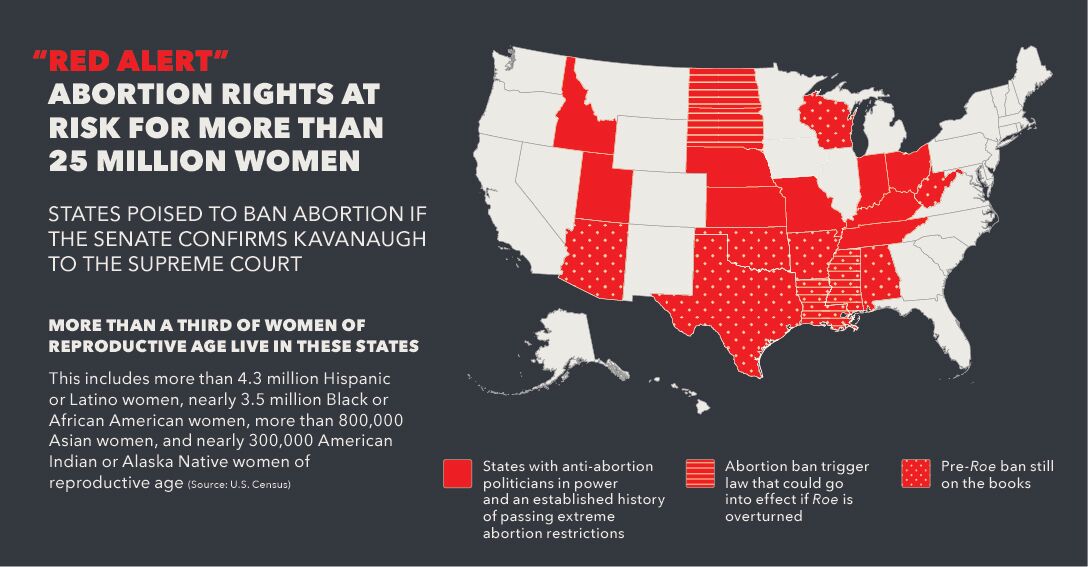 “RED ALERT”
ABORTION RIGHTS AT
RISK FOR MORE THAN
25 MILLION WOMEN
STATES POISED TO BAN ABORTION IF
THE SENATE CONFIRMS KAVANAUGH
TO THE SUPREME COURT
MORE THAN A THIRD OF WOMEN OF
REPRODUCTIVE AGE LIVE IN THESE STATES
This includes more than 4.3 million Hispanic
or Latino women, nearly 3.5 million Black or
African American women, more than 800,000
Asian women, and nearly 300,000 American
Indian or Alaska Native women of
reproductive age (Source: U.S. Census)
States with anti-abortion
politicians in power
and an established history
of passing extreme
abortion restrictions
Abortion ban trigger
law that could go
into effect if Roe is
overturned
Pre-Roe ban still
on the books